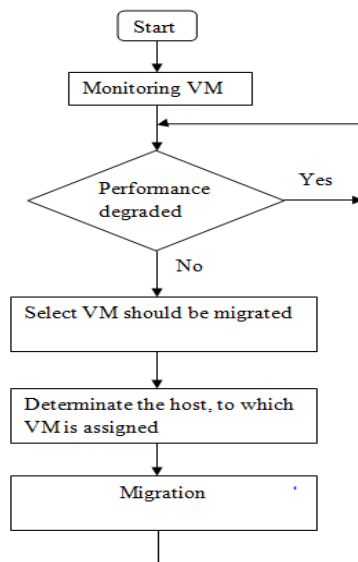 Start
Monitoring VM
Performance
degraded
Yes
No
Select VM should be migrated
Determinate the host, to which
VM is assigned
Migration